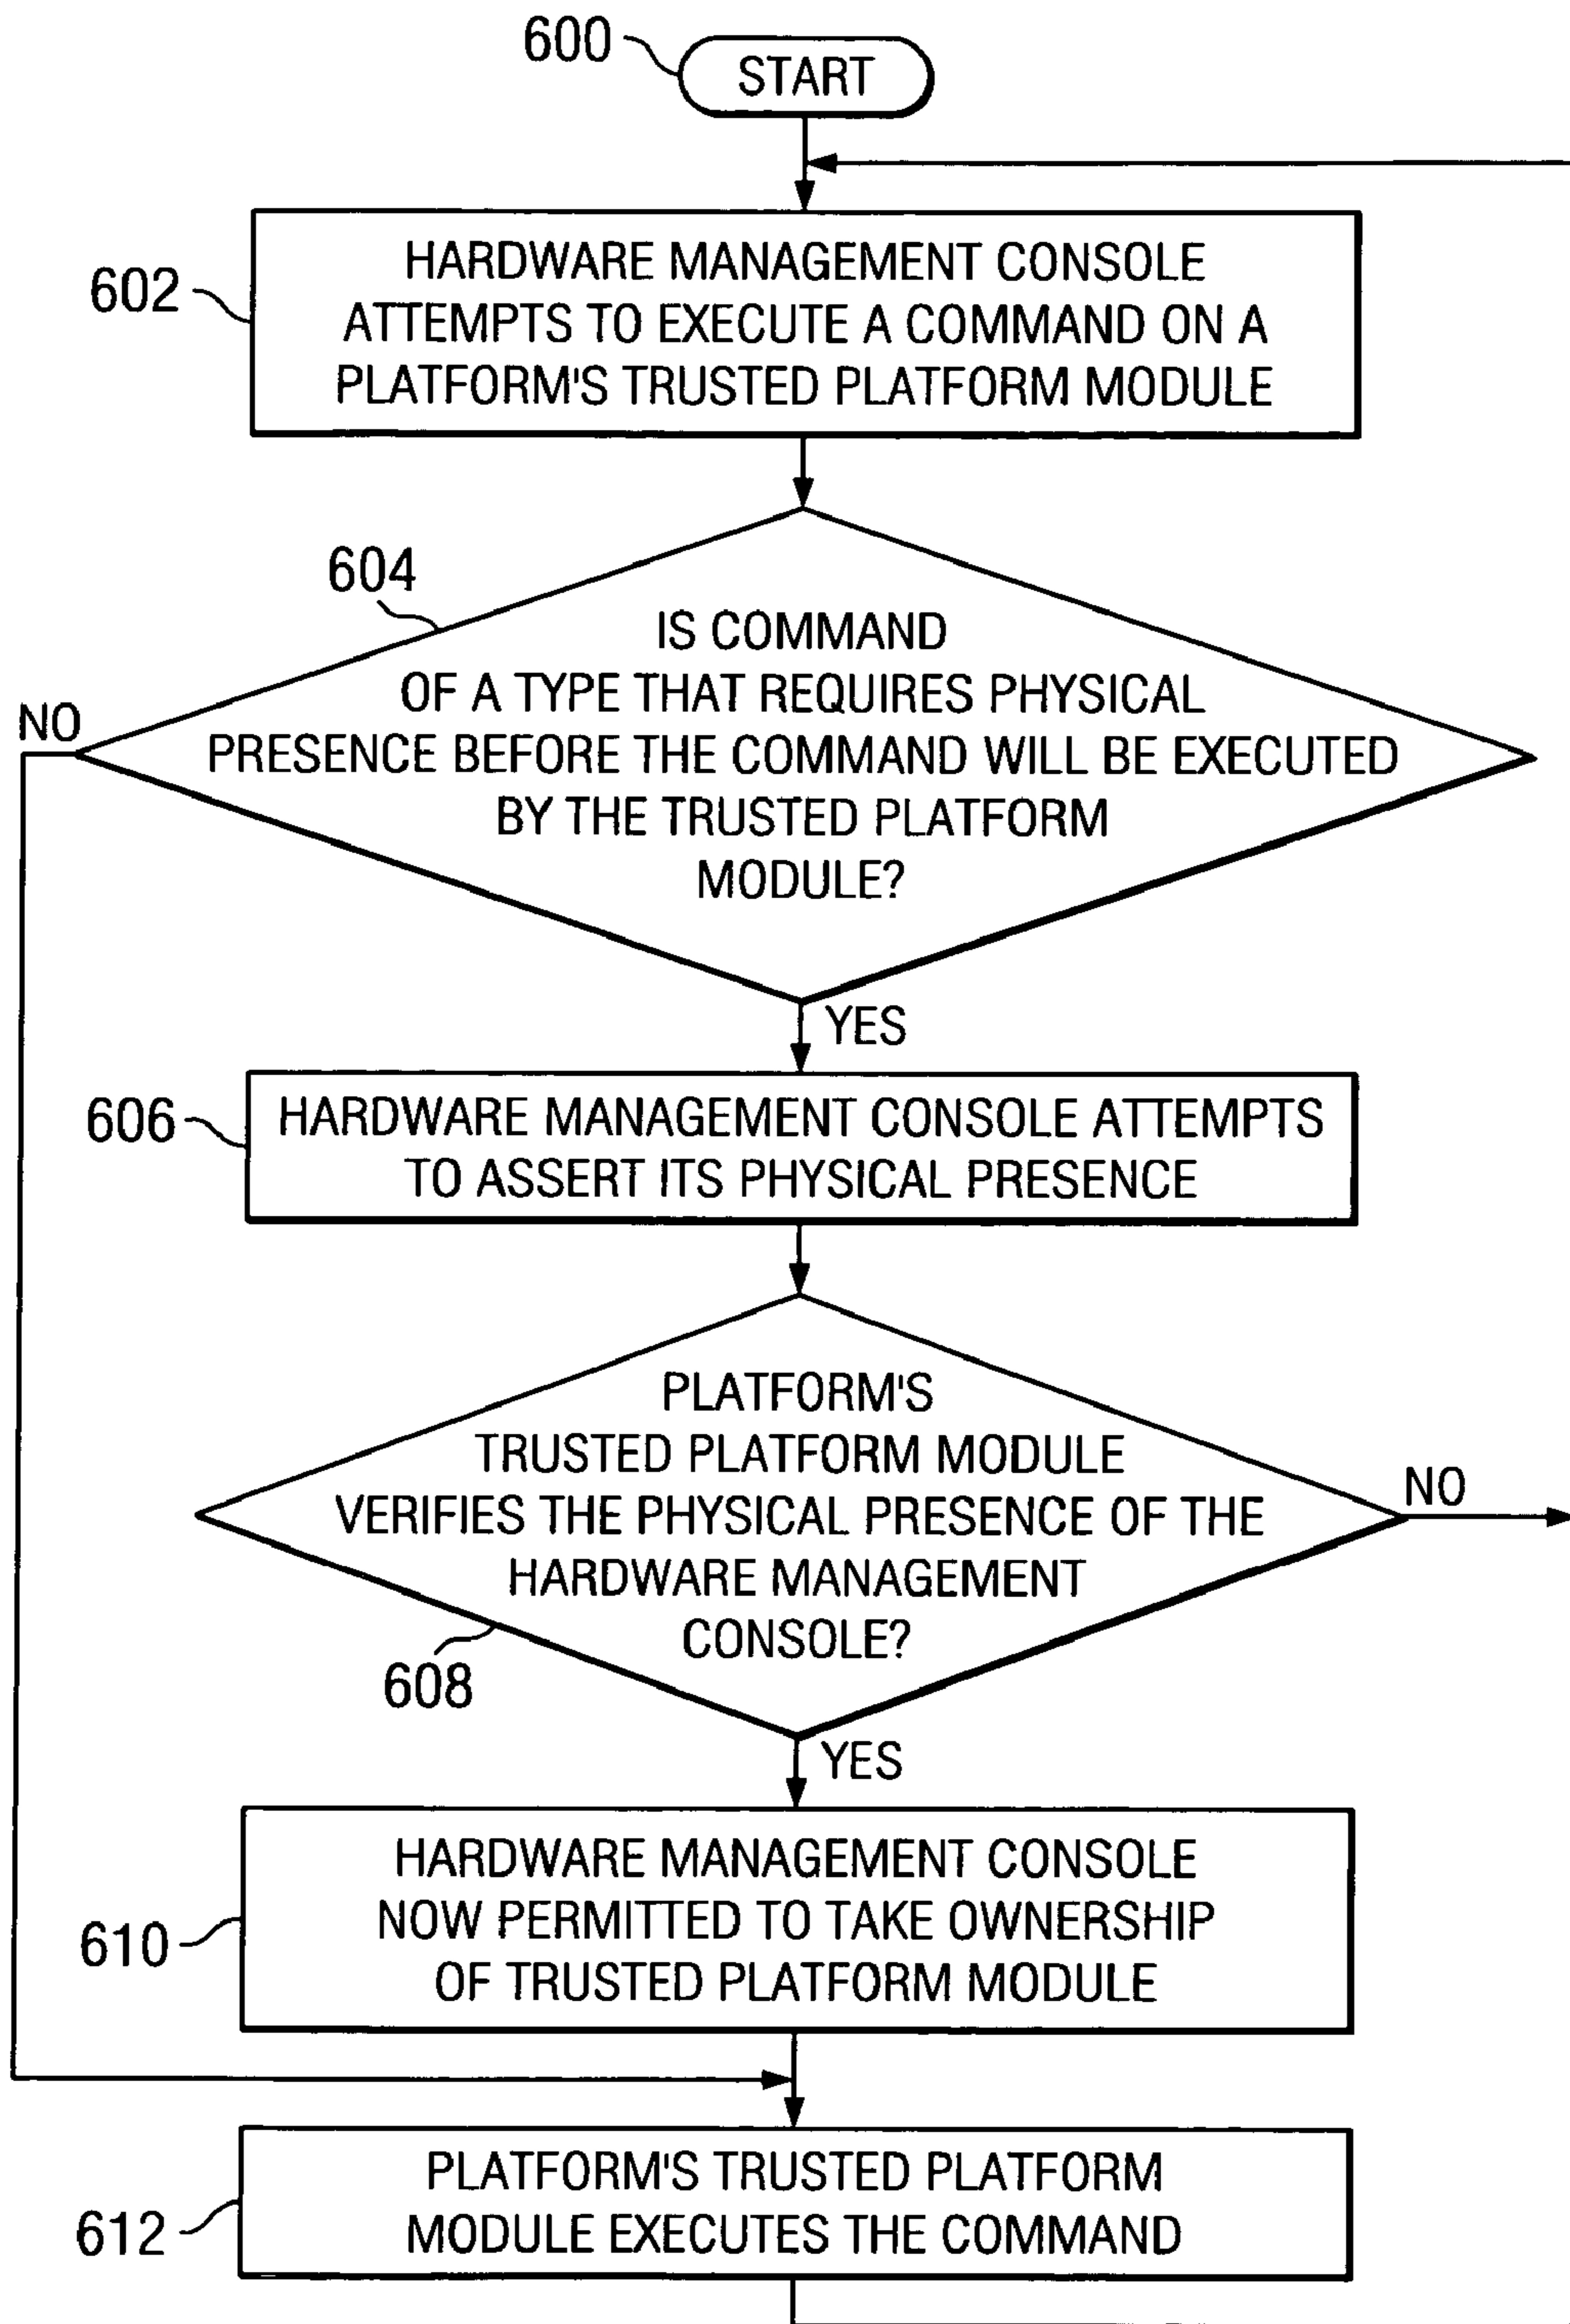 600
START
602
HARDWARE MANAGEMENT CONSOLE
ATTEMPTS TO EXECUTE A COMMAND ON A
PLATFORM'S TRUSTED PLATFORM MODULE
604
IS COMMAND
OF A TYPE THAT REQUIRES PHYSICAL
PRESENCE BEFORE THE COMMAND WILL BE EXECUTED
BY THE TRUSTED PLATFORM
MODULE?
NO
YES
606
HARDWARE MANAGEMENT CONSOLE ATTEMPTS
TO ASSERT ITS PHYSICAL PRESENCE
PLATFORM'S
TRUSTED PLATFORM MODULE
VERIFIES THE PHYSICAL PRESENCE OF THE
HARDWARE MANAGEMENT
CONSOLE?
NO
608
YES
610
HARDWARE MANAGEMENT CONSOLE
NOW PERMITTED TO TAKE OWNERSHIP
OF TRUSTED PLATFORM MODULE
612
PLATFORM'S TRUSTED PLATFORM
MODULE EXECUTES THE COMMAND